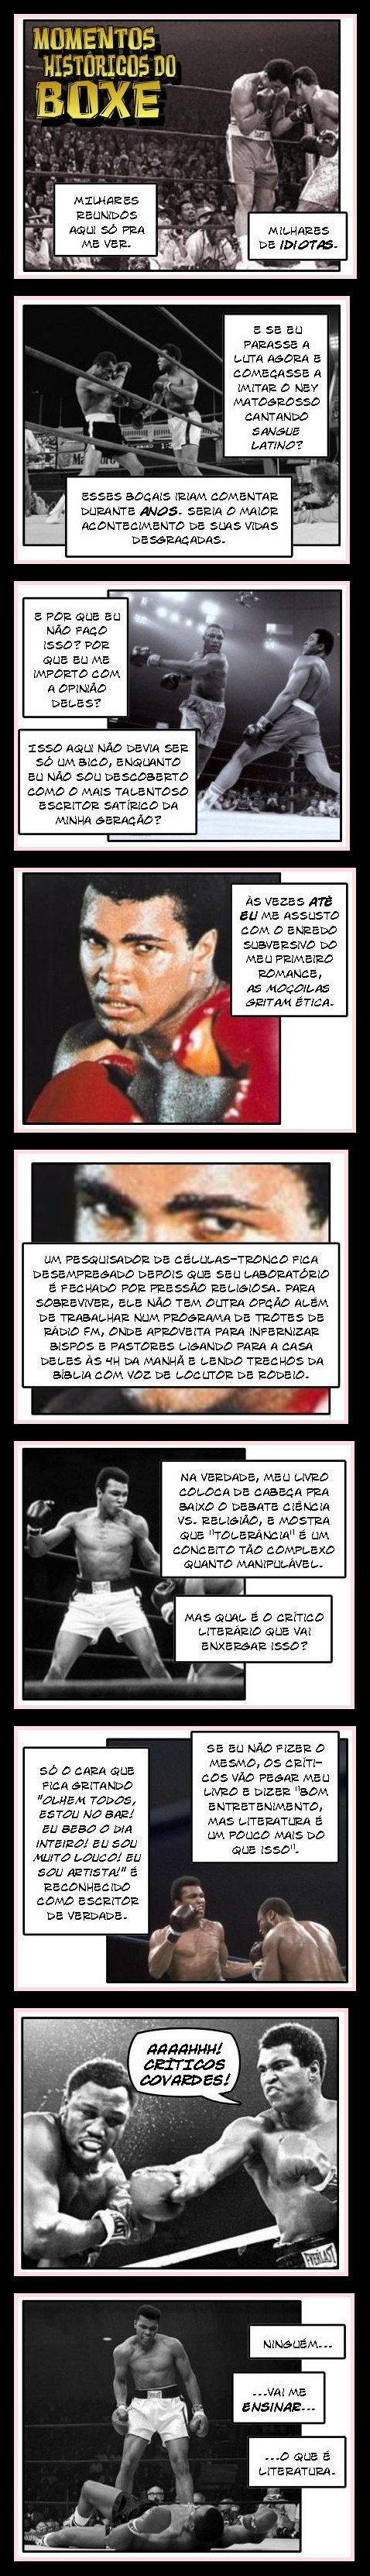 MOMENTOS
HISTÓRICOS DO
BOXE
MILHARES
REUNIDOS
AQUI SÓ PRA
ME VER.
MILHARES
DE IDIOTAS.
E SE EU
PARASSE A
LUTA AGORA E
COMEÇASSE A
IMITAR O NEY
MATOGROSSO
CANTANDO
SANGUE
LATINO?
ESSES BOÇAIS IRIAM COMENTAR
DURANTE ANOS. SERIA O MAIOR
ACONTECIMENTO DE SUAS VIDAS
DESGRAÇADAS.
E POR QUE EU
NÃO FAÇO
ISSO? POR
QUE EU ME
IMPORTO COM
A OPINIÃO
DELES?
ISSO AQUI NÃO DEVIA SER
SÓ UM BICO, ENQUANTO
EU NÃO SOU DESCOBERTO
COMO O MAIS TALENTOSO
ESCRITOR SATÍRICO DA
MINHA GERAÇÃO?
ÀS VEZES ATÉ
EU ME ASSUSTO
COM O ENREDO
SUBVERSIVO DO
MEU PRIMEIRO
ROMANCE,
AS MOÇOILAS
GRITAM ÉTICA.
UM PESQUISADOR DE CÉLULAS-TRONCO FICA
DESEMPREGADO DEPOIS QUE SEU LABORATÓRIO
É FECHADO POR PRESSÃO RELIGIOSA. PARA
SOBREVIVER, ELE NÃO TEM OUTRA OPÇÃO ALÉM
DE TRABALHAR NUM PROGRAMA DE TROTES DE
RÁDIO FM, ONDE APROVEITA PARA INFERNIZAR
BISPOS E PASTORES LIGANDO PARA A CASA
DELES ÀS 4H DA MANHÃ E LENDO TRECHOS DA
BÍBLIA COM VOZ DE LOCUTOR DE RODEIO.
NA VERDADE, MEU LIVRO
COLOCA DE CABEÇA PRA
BAIXO O DEBATE CIÊNCIA
VS. RELIGIÃO, E MOSTRA
QUE "TOLERÂNCIA" É UM
CONCEITO TÃO COMPLEXO
QUANTO MANIPULÁVEL.
MAS QUAL É O CRÍTICO
LITERÁRIO QUE VAI
ENXERGAR ISSO?
SÓ O CARA QUE
FICA GRITANDO
"OLHEM TODOS,
ESTOU NO BAR!
EU BEBO O DIA
INTEIRO! EU SOU
MUITO LOUCO! EU
SOU ARTISTA!" É
RECONHECIDO
COMO ESCRITOR
DE VERDADE.
SE EU NÃO FIZER O
MESMO, OS CRÍTI-
COS VÃO PEGAR MEU
LIVRO E DIZER "BOM
ENTRETENIMENTO,
MAS LITERATURA É
UM POUCO MAIS DO
QUE ISSO".
AAAAHHH!
CRÍTICOS
COVARDES!
EVERLAST
NINGUÉM...
...VAI ME
ENSINAR...
...O QUE É
LITERATURA.